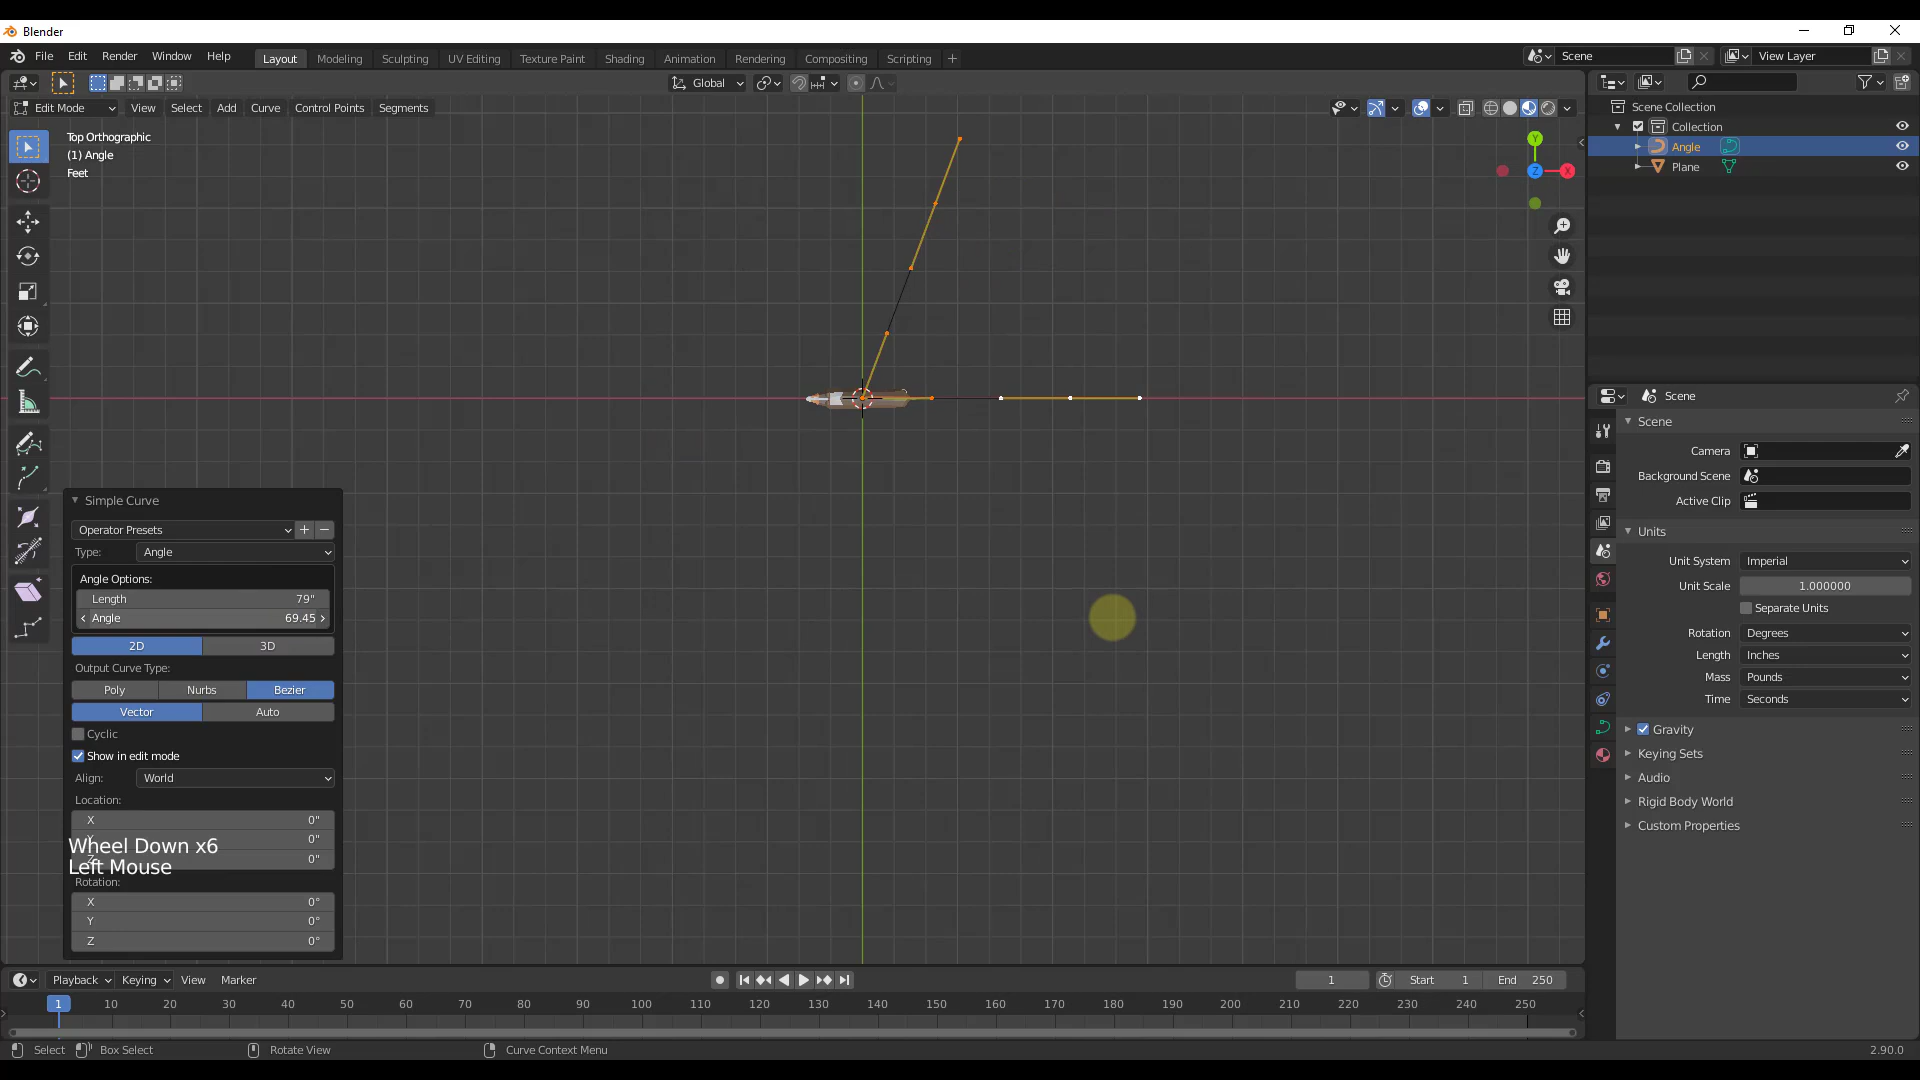 Blender
File Edit Render Window Help
Layout Modeling Sculpting UV Editing Texture Paint Shading Animation Rendering Compositing Scripting +
Scene
View Layer
Global
Edit Mode View Select Add Curve Control Points Segments
Top Orthographic
(1) Angle
Feet
Y
Z
X
Scene Collection
Collection
Angle
Plane
Scene
Scene
Camera
Background Scene
Active Clip
Units
Unit System Imperial
Unit Scale 1.000000
Separate Units
Rotation Degrees
Length Inches
Mass Pounds
Time Seconds
Gravity
Keying Sets
Audio
Rigid Body World
Custom Properties
Simple Curve
Operator Presets + −
Type: Angle
Angle Options:
Length 79"
Angle 69.45
2D 3D
Output Curve Type:
Poly Nurbs Bezier
Vector Auto
Cyclic
Show in edit mode
Align: World
Location:
X 0"
Y 0"
Z 0"
Wheel Down x6
Left Mouse
Rotation:
X 0°
Y 0°
Z 0°
Playback Keying View Marker
1 Start 1 End 250
1 10 20 30 40 50 60 70 80 90 100 110 120 130 140 150 160 170 180 190 200 210 220 230 240 250
Select Box Select Rotate View Curve Context Menu 2.90.0